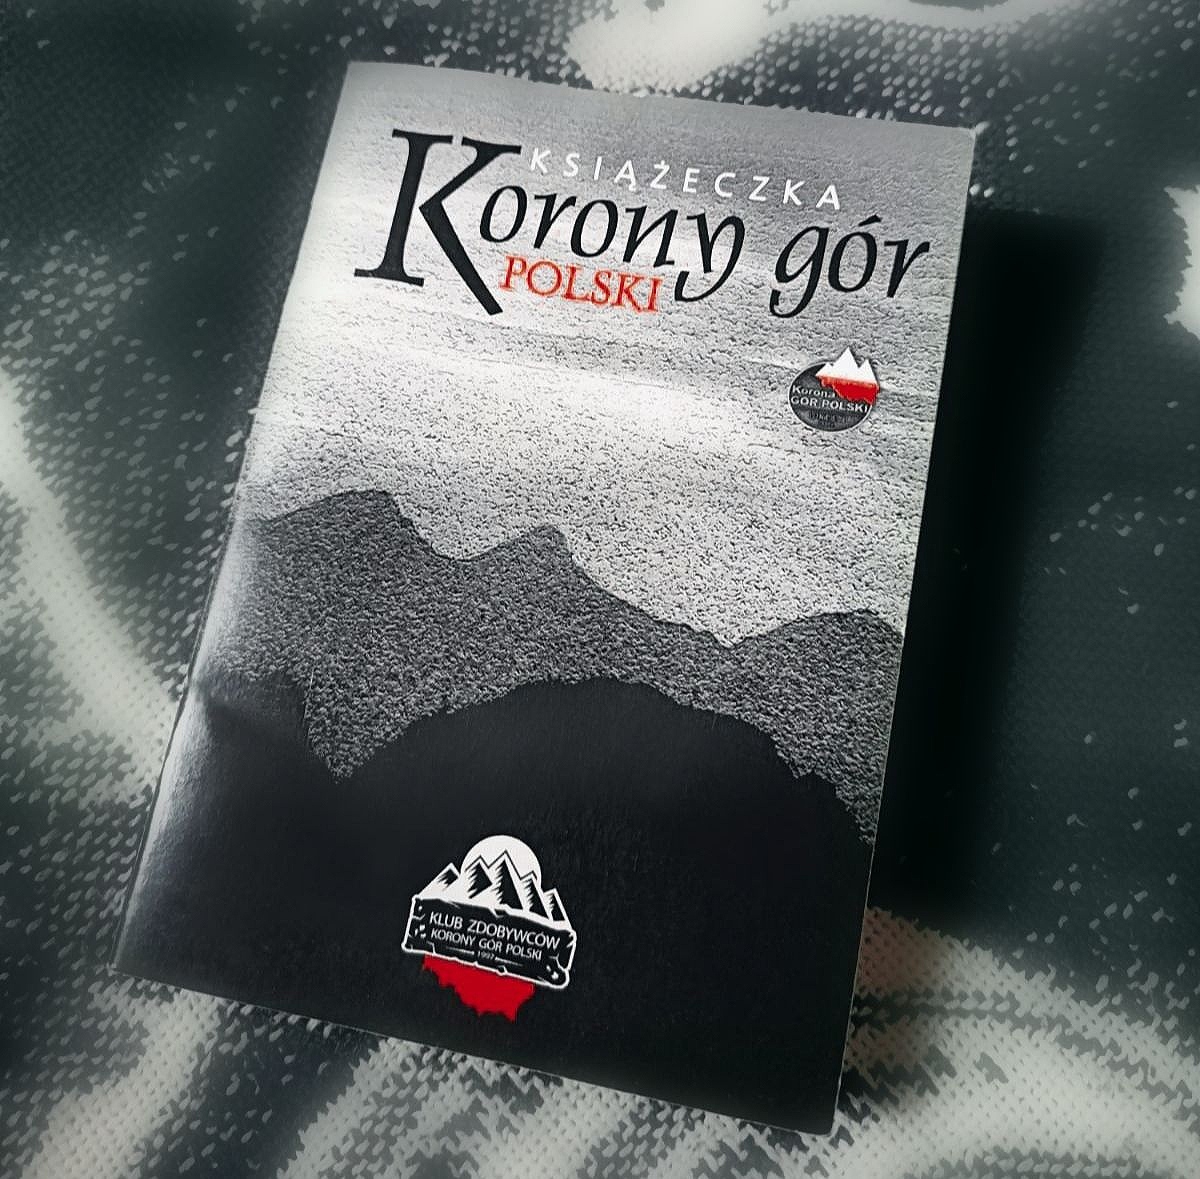 KSIĄŻECZKA
Korony gór
POLSKI
Korona
GÓR POLSKI
KLUB ZDOBYWCÓW
KORONY GÓR POLSKI
1997